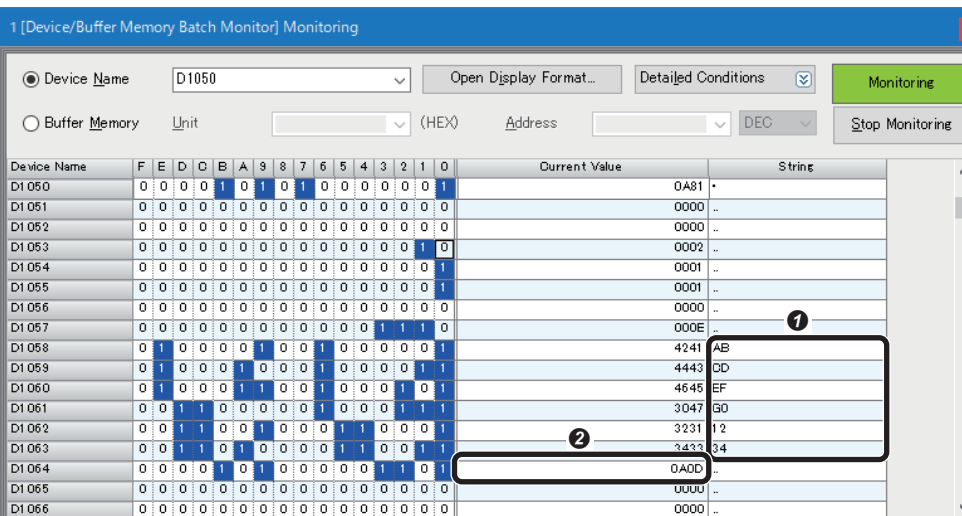 1 [Device/Buffer Memory Batch Monitor] Monitoring
Device Name D1050 Open Display Format... Detailed Conditions Monitoring
Buffer Memory Unit (HEX) Address DEC Stop Monitoring
Device Name F E D C B A 9 8 7 6 5 4 3 2 1 0 Current Value String
D1050 0 0 0 0 1 0 1 0 1 0 0 0 0 0 0 1 0A81 •
D1051 0 0 0 0 0 0 0 0 0 0 0 0 0 0 0 0 0000 ..
D1052 0 0 0 0 0 0 0 0 0 0 0 0 0 0 0 0 0000 ..
D1053 0 0 0 0 0 0 0 0 0 0 0 0 0 0 1 0 0002 ..
D1054 0 0 0 0 0 0 0 0 0 0 0 0 0 0 0 1 0001 ..
D1055 0 0 0 0 0 0 0 0 0 0 0 0 0 0 0 1 0001 ..
D1056 0 0 0 0 0 0 0 0 0 0 0 0 0 0 0 0 0000 ..
D1057 0 0 0 0 0 0 0 0 0 0 0 0 1 1 1 0 000E ..
1
D1058 0 1 0 0 0 0 1 0 0 1 0 0 0 0 0 1 4241 AB
D1059 0 1 0 0 0 1 0 0 0 1 0 0 0 0 1 1 4443 CD
D1060 0 1 0 0 0 1 1 0 0 1 0 0 0 1 0 1 4645 EF
D1061 0 0 1 1 0 0 0 0 0 1 0 0 0 1 1 1 3047 G0
D1062 0 0 1 1 0 0 1 0 0 0 1 1 0 0 0 1 3231 12
D1063 0 0 1 1 0 1 0 0 0 0 1 1 0 0 1 1 3433 34
2
D1064 0 0 0 0 1 0 1 0 0 0 0 0 1 1 0 1 0A0D ..
D1065 0 0 0 0 0 0 0 0 0 0 0 0 0 0 0 0 0000 ..
D1066 0 0 0 0 0 0 0 0 0 0 0 0 0 0 0 0 0000 ..